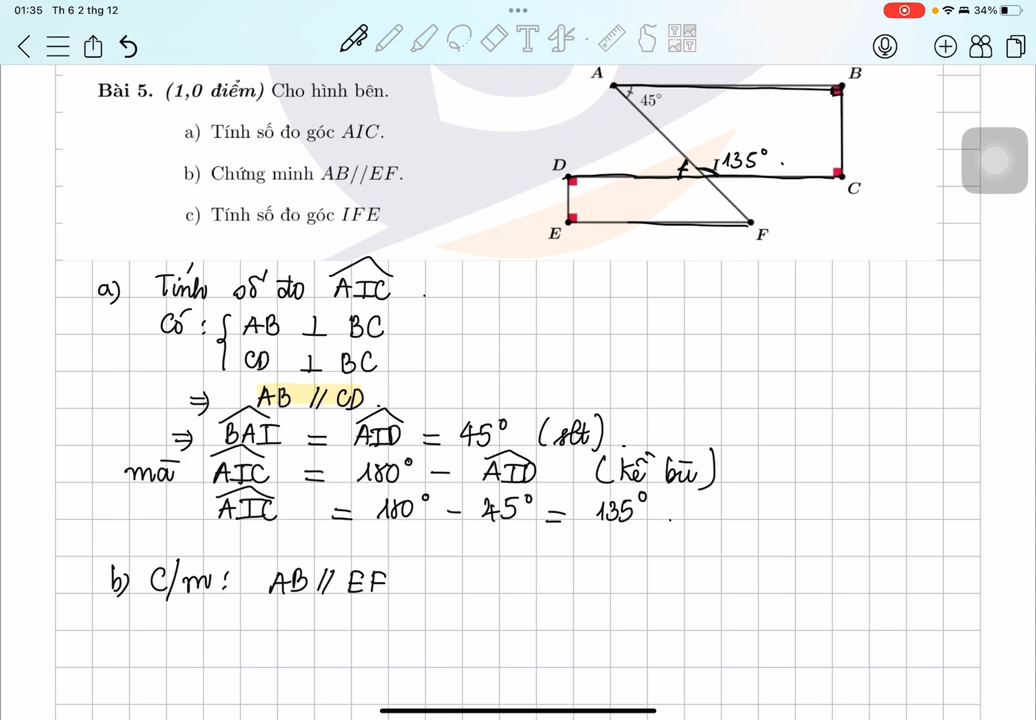 01:35 Th 6 2 thg 12
34%
Bài 5. (1,0 điểm) Cho hình bên.
a) Tính số đo góc AIC.
b) Chứng minh AB//EF.
c) Tính số đo góc IFE
A
B
45°
D
I
135° .
C
E
F
a) Tính số đo AIC .
Có : { AB ⊥ BC
CD ⊥ BC
⇒ AB // CD .
⇒ BAI = AID = 45° (slt) .
mà AIC = 180° - AID (kề bù)
AIC = 180° - 45° = 135° .
b) C/m : AB // EF